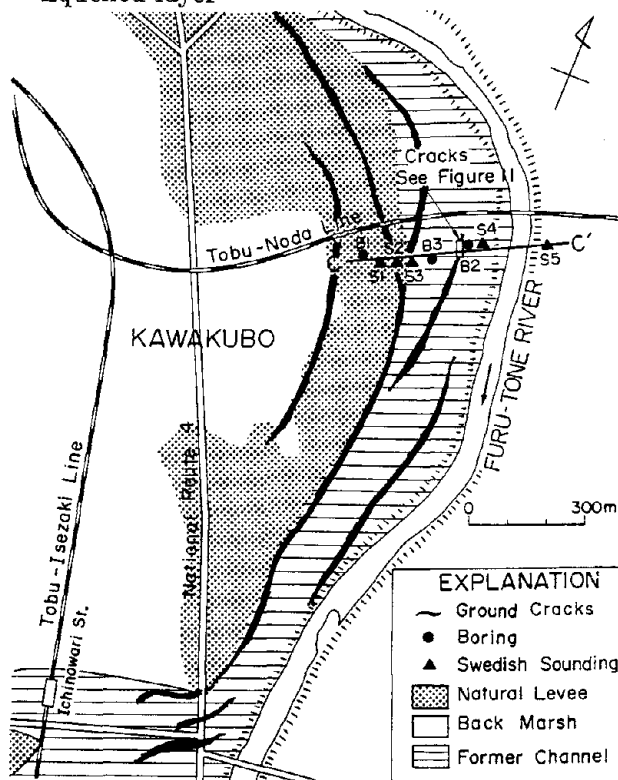 Liquefied layer
Cracks
See Figure 11
Tobu-Noda Line
B1
S2
S1
S3
B3
B2
S4
S5
C'
KAWAKUBO
FURU-TONE RIVER
National Route 4
Tobu-Isezaki Line
Ichinowari St.
0 300m
EXPLANATION
Ground Cracks
Boring
Swedish Sounding
Natural Levee
Back Marsh
Former Channel